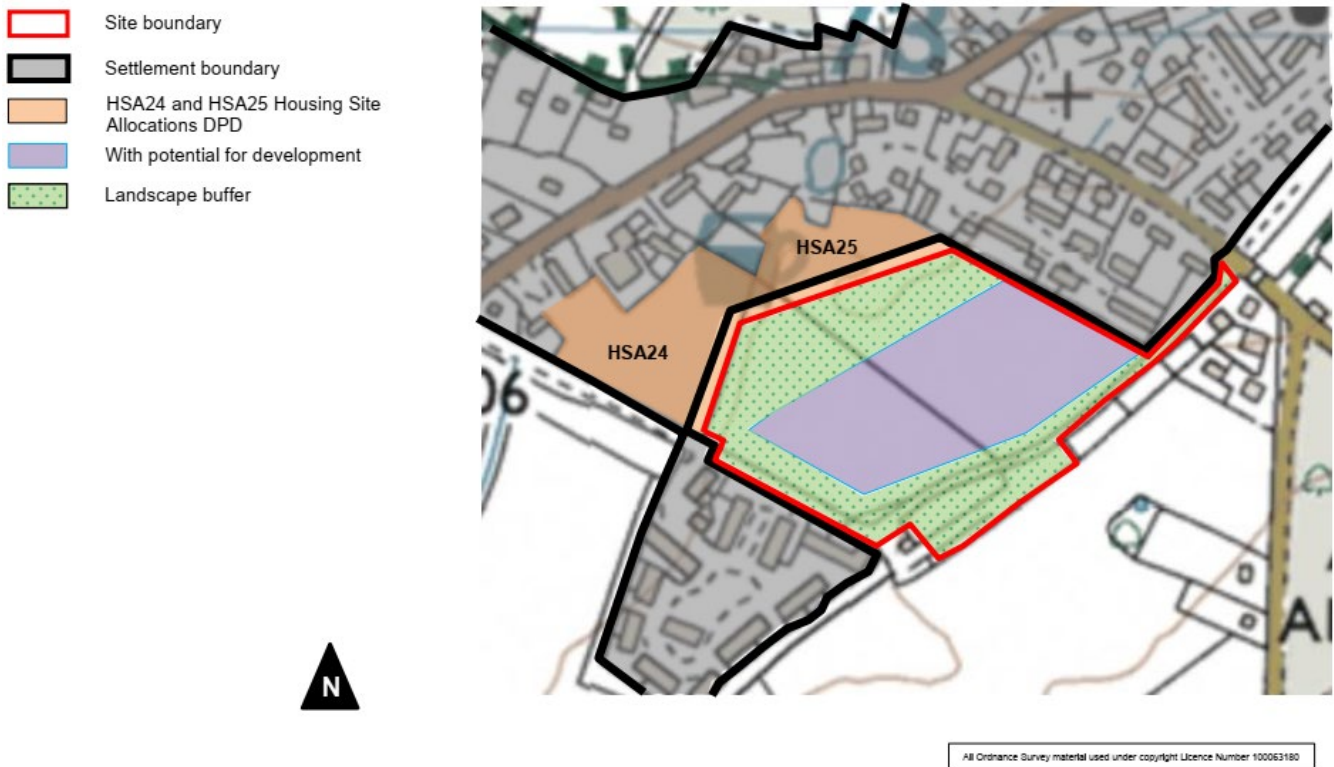 Site boundary
Settlement boundary
HSA24 and HSA25 Housing Site
Allocations DPD
With potential for development
Landscape buffer
HSA25
HSA24
06
N
All Ordnance Survey material used under copyright Licence Number 100063180